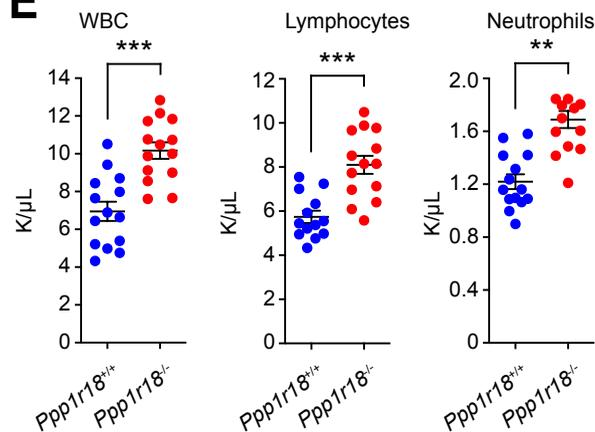 E
WBC
Lymphocytes
Neutrophils
***
***
**
K/μL
14
12
10
8
6
4
2
0
Ppp1r18+/+
Ppp1r18-/-
K/μL
12
10
8
6
4
2
0
Ppp1r18+/+
Ppp1r18-/-
K/μL
2.0
1.6
1.2
0.8
0.4
0
Ppp1r18+/+
Ppp1r18-/-